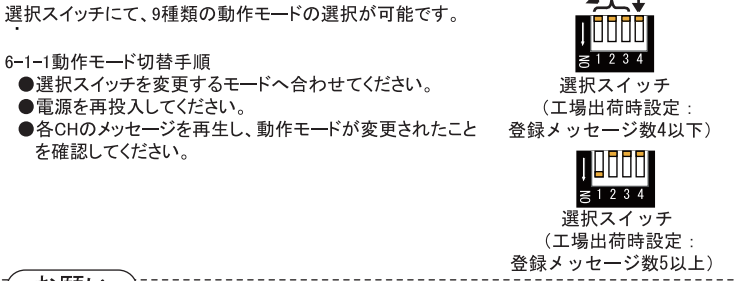 選択スイッチにて、9種類の動作モードの選択が可能です。
6-1-1動作モード切替手順
●選択スイッチを変更するモードへ合わせてください。
●電源を再投入してください。
●各CHのメッセージを再生し、動作モードが変更されたこと
を確認してください。
ON 1 2 3 4
選択スイッチ
（工場出荷時設定：
登録メッセージ数4以下）
ON 1 2 3 4
選択スイッチ
（工場出荷時設定：
登録メッセージ数5以上）